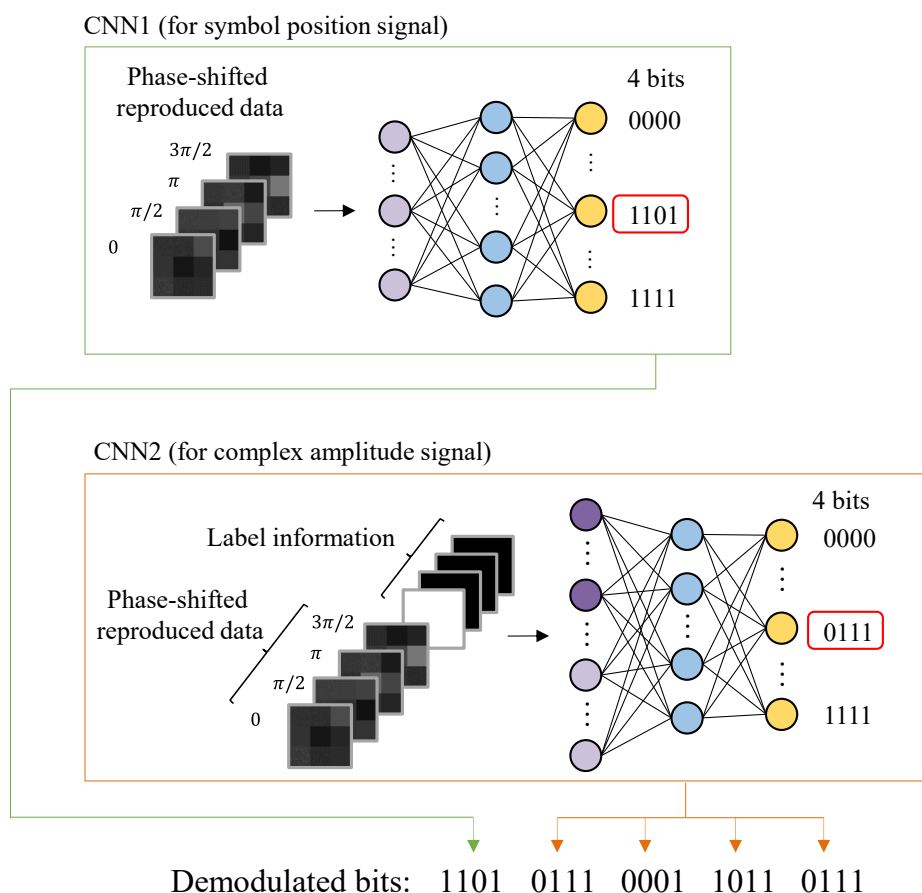 CNN1 (for symbol position signal)
Phase-shifted
reproduced data
4 bits
0000
3π/2
π
π/2
0
1101
1111
CNN2 (for complex amplitude signal)
4 bits
Label information
0000
Phase-shifted
reproduced data
3π/2
π
π/2
0
0111
1111
Demodulated bits: 1101 0111 0001 1011 0111